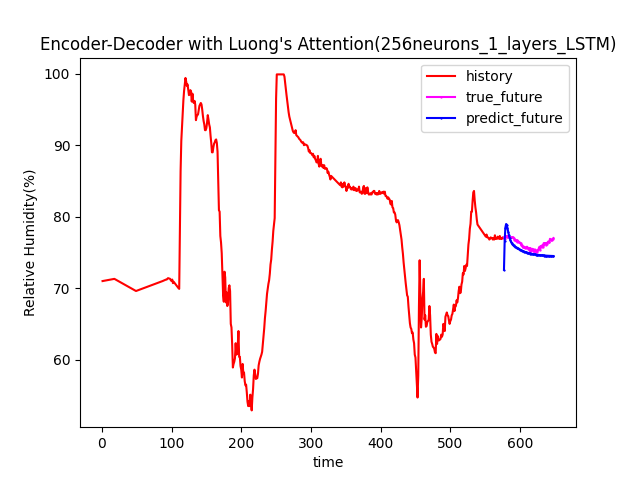 Encoder-Decoder with Luong's Attention(256neurons_1_layers_LSTM)
history
true_future
predict_future
Relative Humidity(%)
100
90
80
70
60
0 100 200 300 400 500 600
time